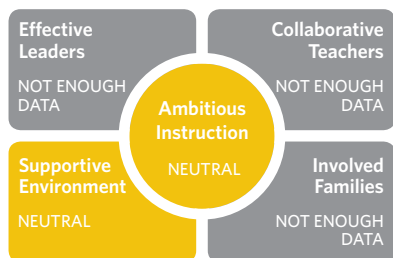 Effective
Leaders
NOT ENOUGH
DATA
Collaborative
Teachers
NOT ENOUGH
DATA
Ambitious
Instruction
NEUTRAL
Supportive
Environment
NEUTRAL
Involved
Families
NOT ENOUGH
DATA